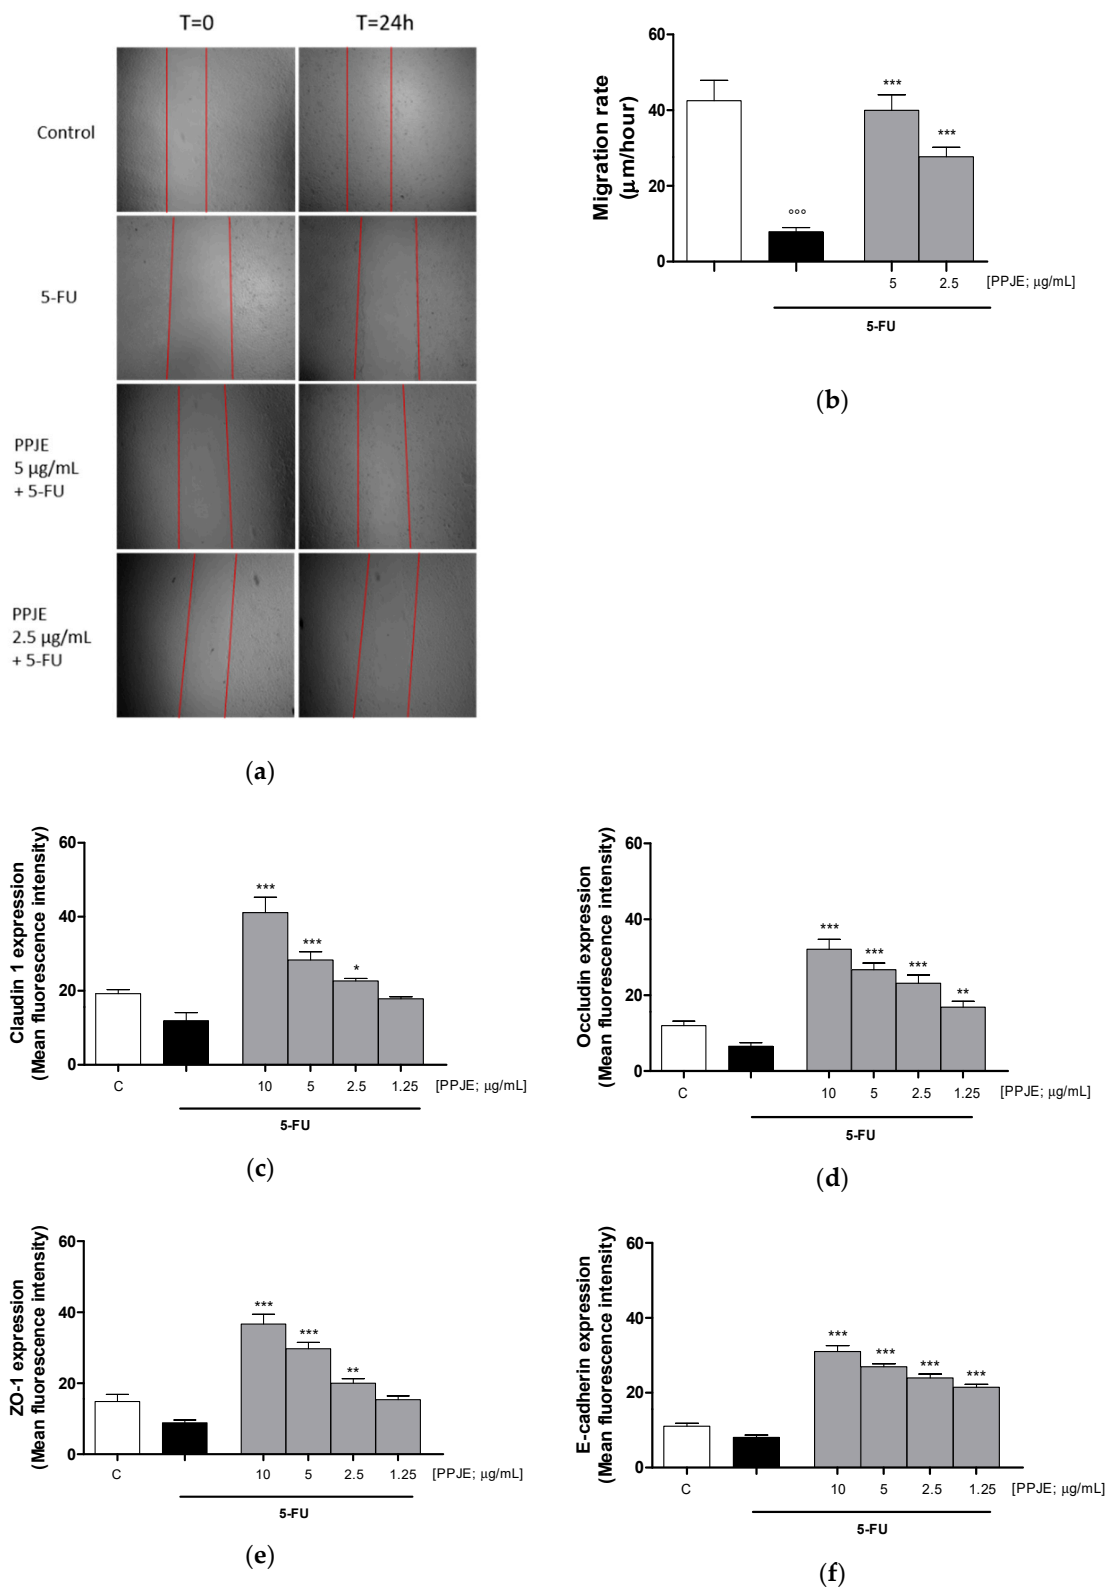 T=0 T=24h
Control
5-FU
PPJE
5 µg/mL
+ 5-FU
PPJE
2.5 µg/mL
+ 5-FU
(a)
Migration rate
(µm/hour)
60
40
20
0
°°°
***
***
5 2.5 [PPJE; µg/mL]
5-FU
(b)
Claudin 1 expression
(Mean fluorescence intensity)
60
40
20
0
***
***
*
C 10 5 2.5 1.25 [PPJE; µg/mL]
5-FU
(c)
Occludin expression
(Mean fluorescence intensity)
60
40
20
0
***
***
***
**
C 10 5 2.5 1.25 [PPJE; µg/mL]
5-FU
(d)
ZO-1 expression
(Mean fluorescence intensity)
60
40
20
0
***
***
**
C 10 5 2.5 1.25 [PPJE; µg/mL]
5-FU
(e)
E-cadherin expression
(Mean fluorescence intensity)
60
40
20
0
***
***
***
***
C 10 5 2.5 1.25 [PPJE; µg/mL]
5-FU
(f)